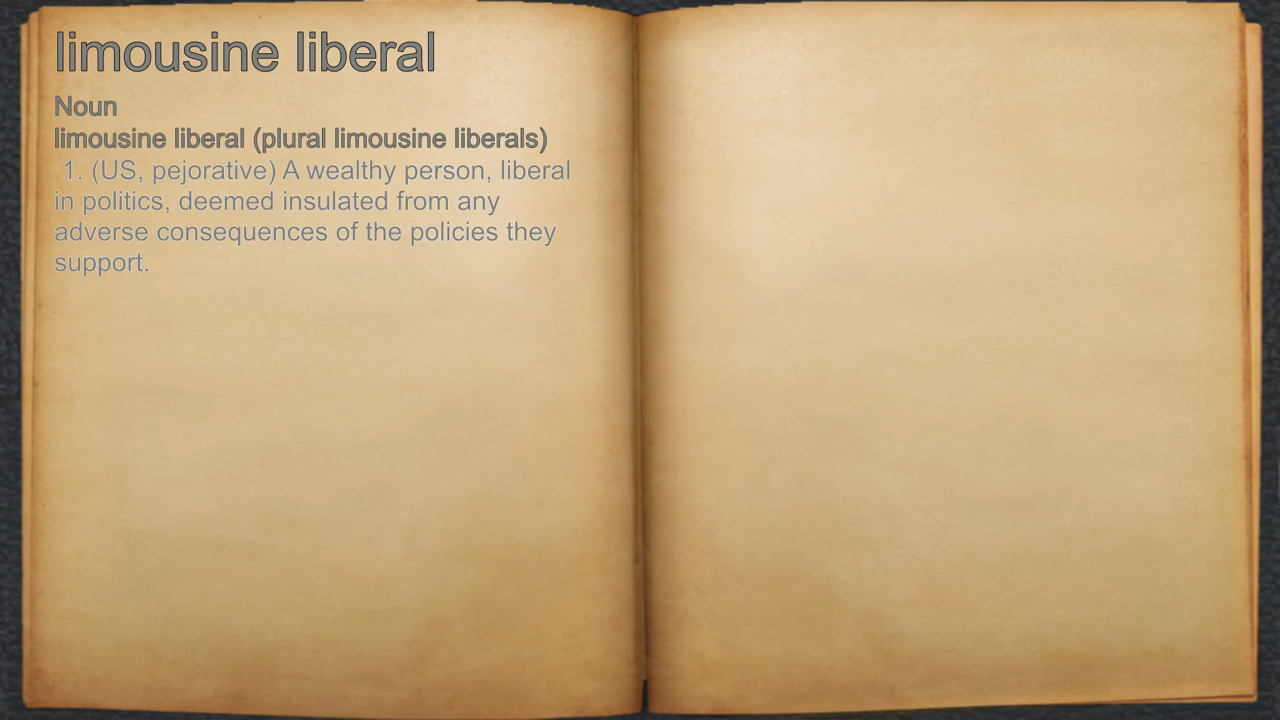 limousine liberal
Noun
limousine liberal (plural limousine liberals)
1. (US, pejorative) A wealthy person, liberal
in politics, deemed insulated from any
adverse consequences of the policies they
support.